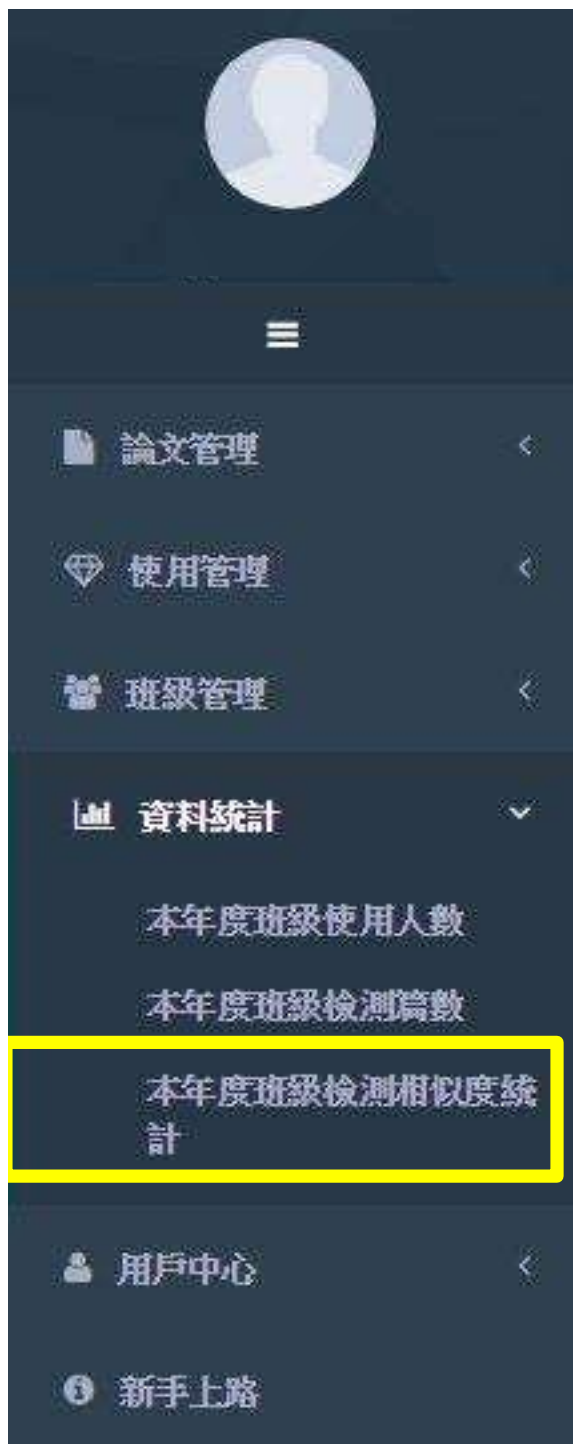 論文管理
使用管理
班級管理
資料統計
本年度班級使用人數
本年度班級檢測篇數
本年度班級檢測相似度統
計
用戶中心
新手上路